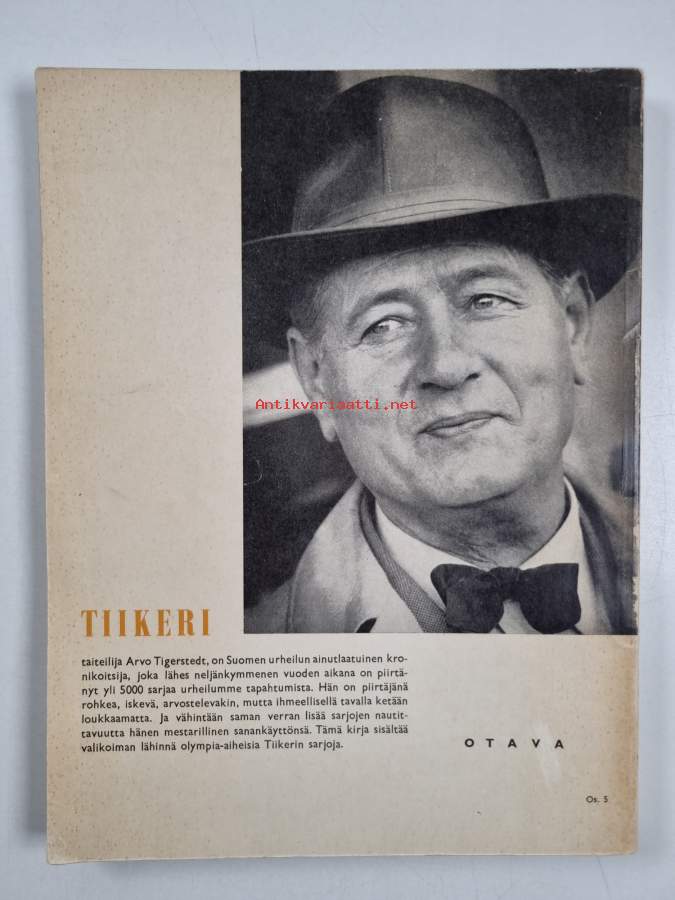 Antikvariaatti.net
TIIKERI
taiteilija Arvo Tigerstedt, on Suomen urheilun ainutlaatuinen kro-
nikoitsija, joka lähes neljänkymmenen vuoden aikana on piirtä-
nyt yli 5000 sarjaa urheilumme tapahtumista. Hän on piirtäjänä
rohkea, iskevä, arvostelevakin, mutta ihmeellisellä tavalla ketään
loukkaamatta. Ja vähintään saman verran lisää sarjojen nautit-
tavuutta hänen mestarillinen sanankäyttönsä. Tämä kirja sisältää
valikoiman lähinnä olympia-aiheisia Tiikerin sarjoja.
OTAVA
Os. 5